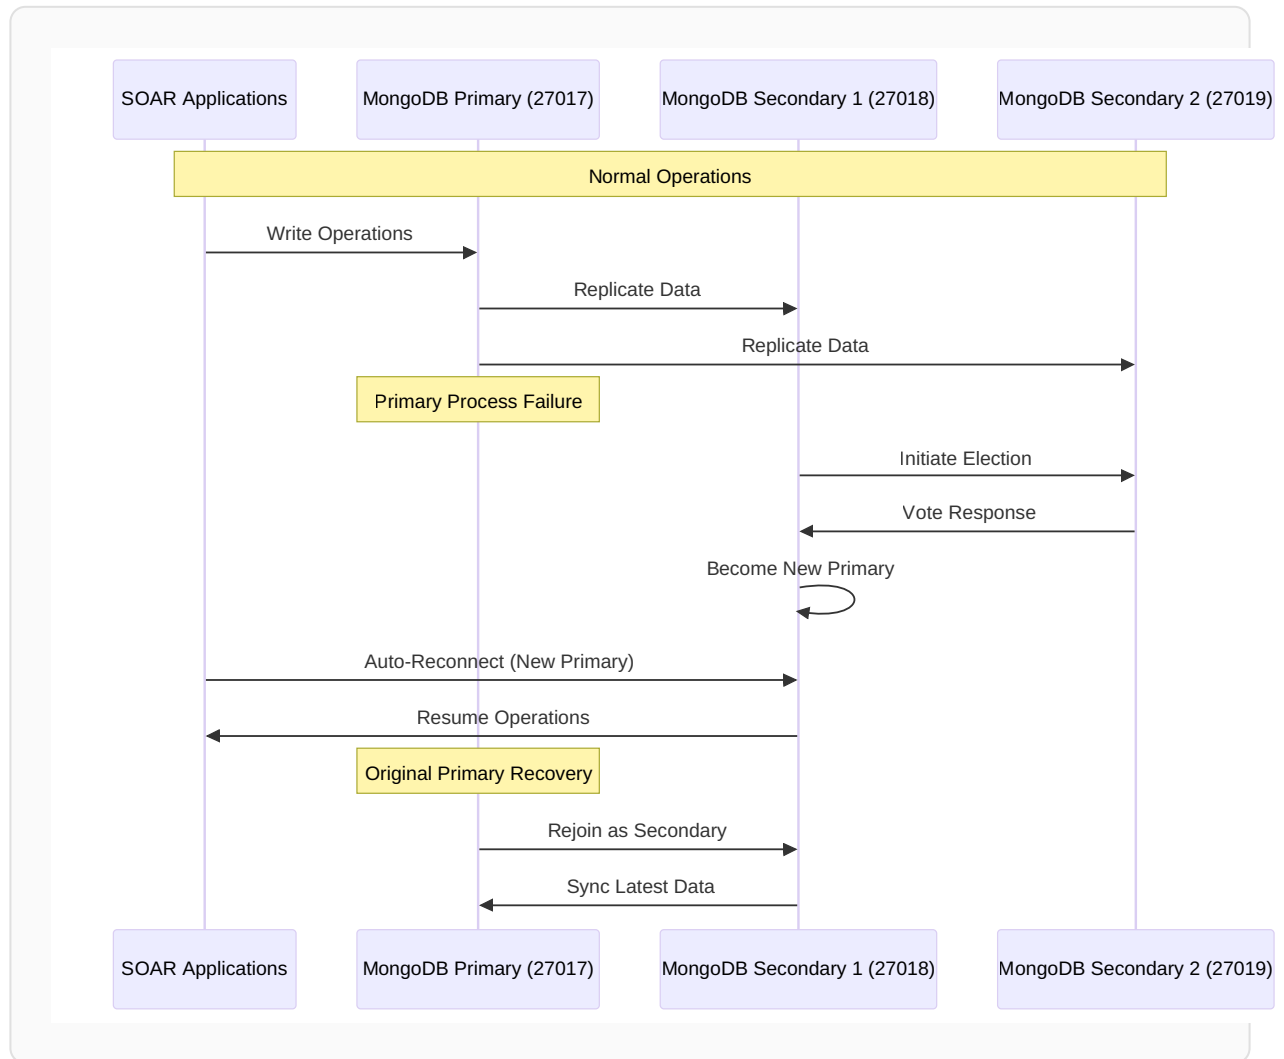 SOAR Applications
MongoDB Primary (27017)
MongoDB Secondary 1 (27018)
MongoDB Secondary 2 (27019)
Normal Operations
Write Operations
Replicate Data
Replicate Data
Primary Process Failure
Initiate Election
Vote Response
Become New Primary
Auto-Reconnect (New Primary)
Resume Operations
Original Primary Recovery
Rejoin as Secondary
Sync Latest Data
SOAR Applications
MongoDB Primary (27017)
MongoDB Secondary 1 (27018)
MongoDB Secondary 2 (27019)